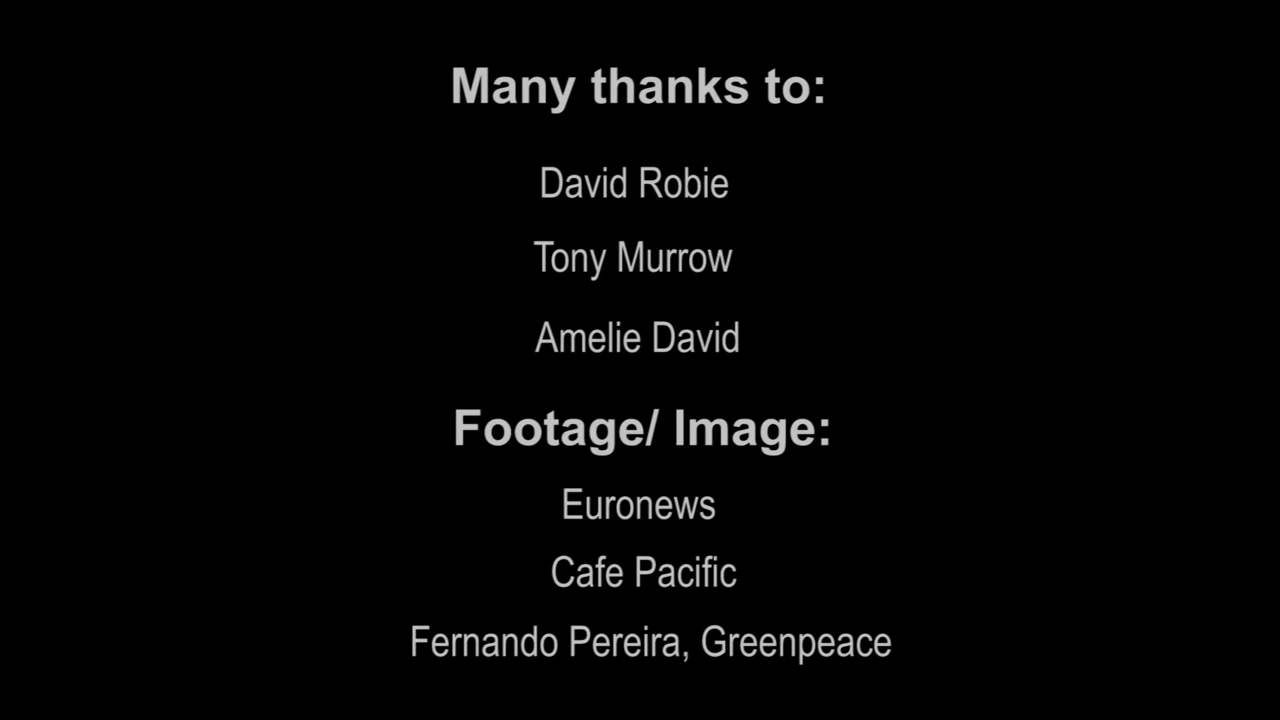 Many thanks to:
David Robie
Tony Murrow
Amelie David
Footage/ Image:
Euronews
Cafe Pacific
Fernando Pereira, Greenpeace